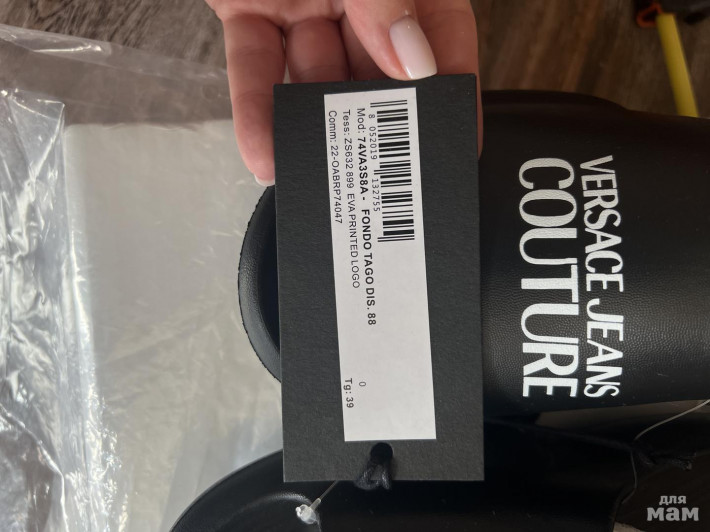 8 052019 132755
Mod: 74VA3S8A - FONDO TAGO DIS. 88
Tess: ZS632 899 EVA PRINTED LOGO
Comm: 22-OABRP74047
0
Tg: 39
VERSACE JEANS
COUTURE
для
мам